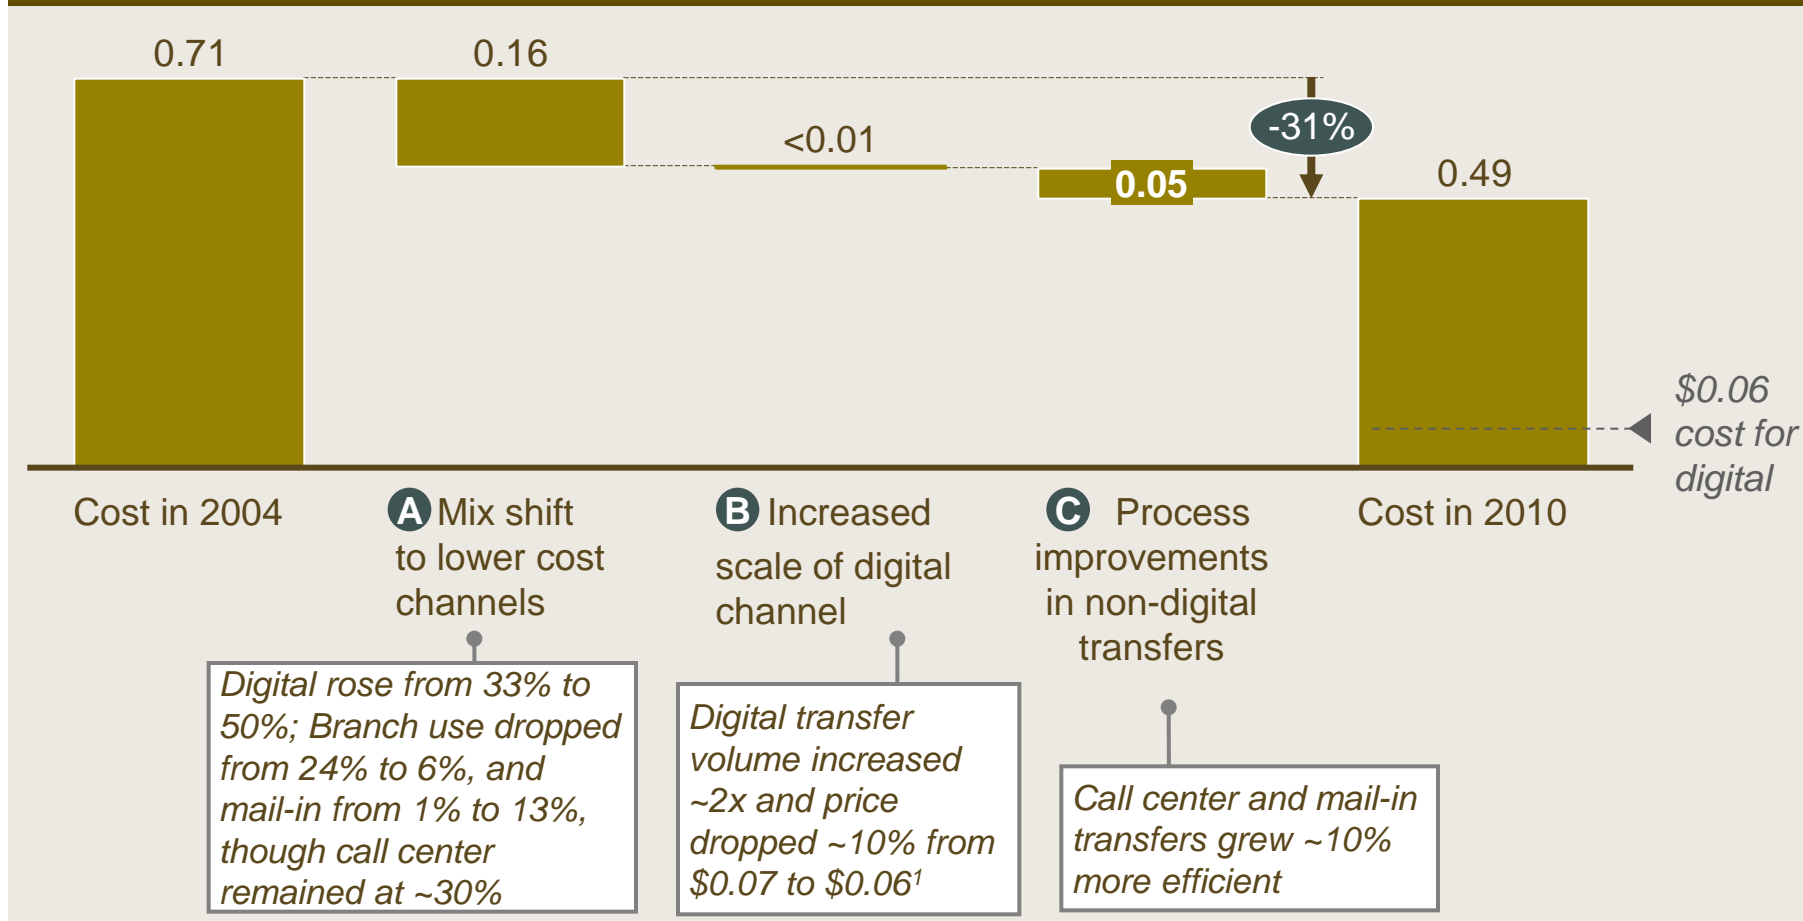 0.71
0.16
<0.01
0.05
-31%
0.49
$0.06
cost for
digital
Cost in 2004
A Mix shift
to lower cost
channels
B Increased
scale of digital
channel
C Process
improvements
in non-digital
transfers
Cost in 2010
Digital rose from 33% to
50%; Branch use dropped
from 24% to 6%, and
mail-in from 1% to 13%,
though call center
remained at ~30%
Digital transfer
volume increased
~2x and price
dropped ~10% from
$0.07 to $0.06¹
Call center and mail-in
transfers grew ~10%
more efficient